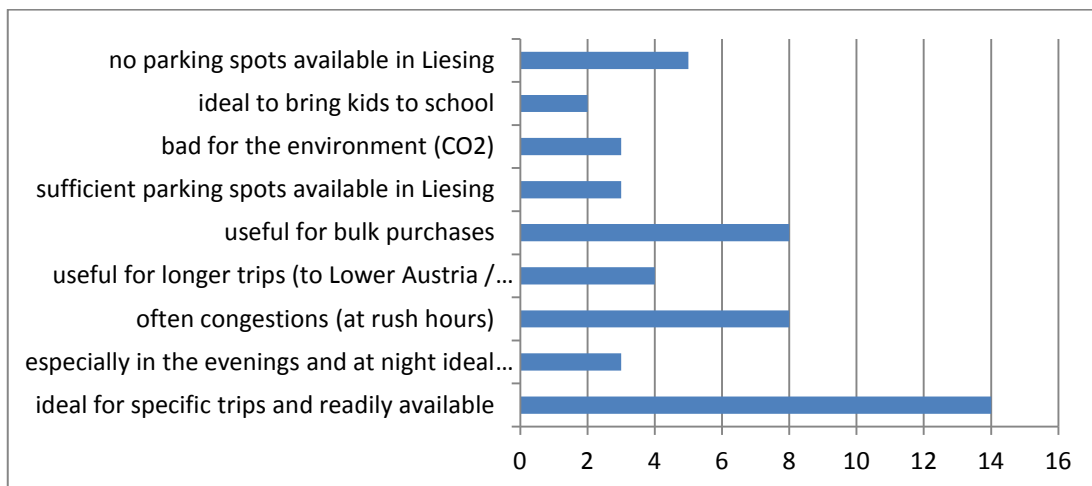 no parking spots available in Liesing
ideal to bring kids to school
bad for the environment (CO2)
sufficient parking spots available in Liesing
useful for bulk purchases
useful for longer trips (to Lower Austria /…
often congestions (at rush hours)
especially in the evenings and at night ideal…
ideal for specific trips and readily available
0 2 4 6 8 10 12 14 16